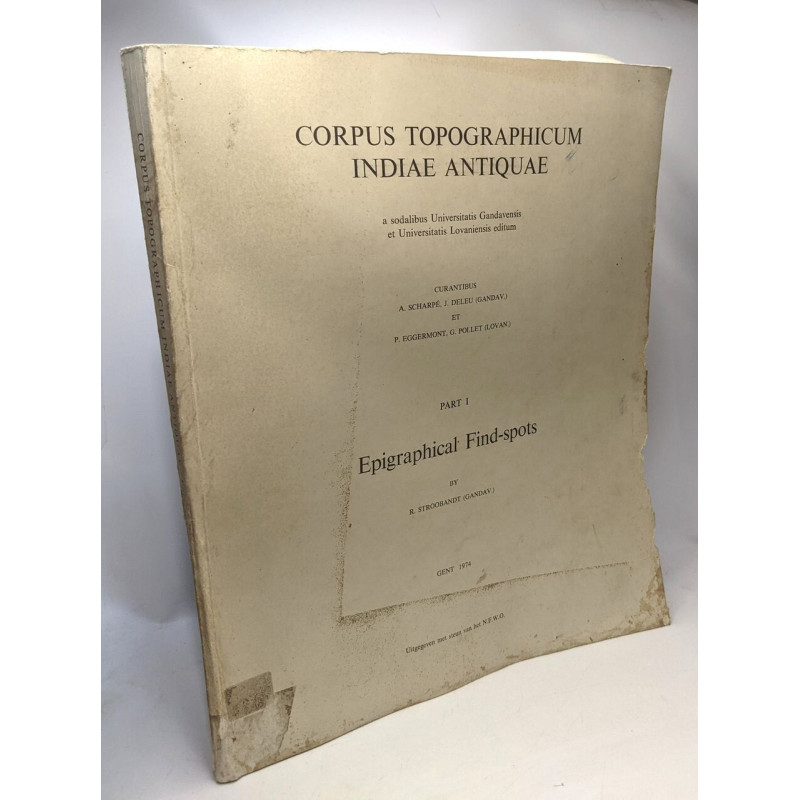 CORPUS TOPOGRAPHICUM
INDIAE ANTIQUAE
a sodalibus Universitatis Gandavensis
et Universitatis Lovaniensis editum
CURANTIBUS
A. SCHARPÉ, J. DELEU (GANDAV.)
ET
P. EGGERMONT, G. POLLET (LOVAN.)
PART I
Epigraphical Find-spots
BY
R. STROOBANDT (GANDAV.)
GENT 1974
Uitgegeven met steun van het N.F.W.O.
CORPUS TOPOGRAPHICUM INDIAE